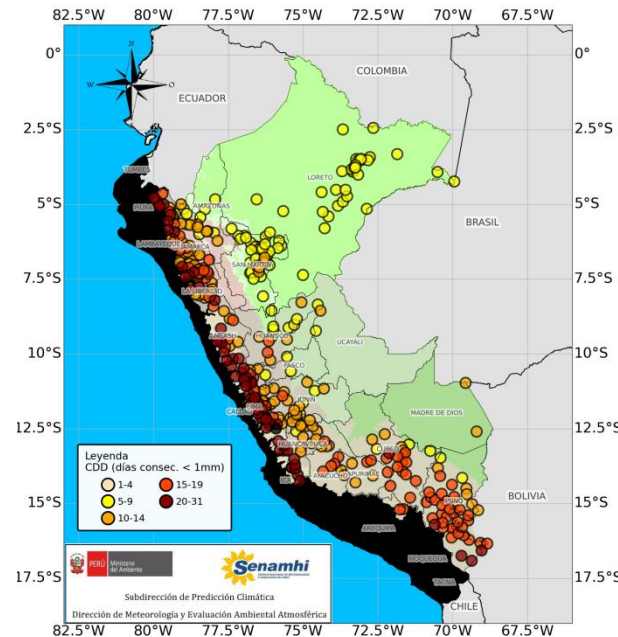 82.5°W 80°W 77.5°W 75°W 72.5°W 70°W 67.5°W
0° 0°
2.5°S 2.5°S
5°S 5°S
7.5°S 7.5°S
10°S 10°S
12.5°S 12.5°S
15°S 15°S
17.5°S 17.5°S
N
W O
S
COLOMBIA
ECUADOR
TUMBES
LORETO
PIURA
AMAZONAS
BRASIL
LAMBAYEQUE
SAN MARTIN
LA LIBERTAD
ANCASH
HUANUCO
UCAYALI
PASCO
JUNIN
LIMA
MADRE DE DIOS
HUANCAVELICA
CUSCO
ICA
AYACUCHO
APURIMAC
PUNO
BOLIVIA
AREQUIPA
MOQUEGUA
TACNA
CHILE
Leyenda
CDD (días consec. < 1mm)
1-4 15-19
5-9 20-31
10-14
PERÚ Ministerio
del Ambiente
Senamhi
Subdirección de Predicción Climática
Dirección de Meteorología y Evaluación Ambiental Atmosférica
82.5°W 80°W 77.5°W 75°W 72.5°W 70°W 67.5°W